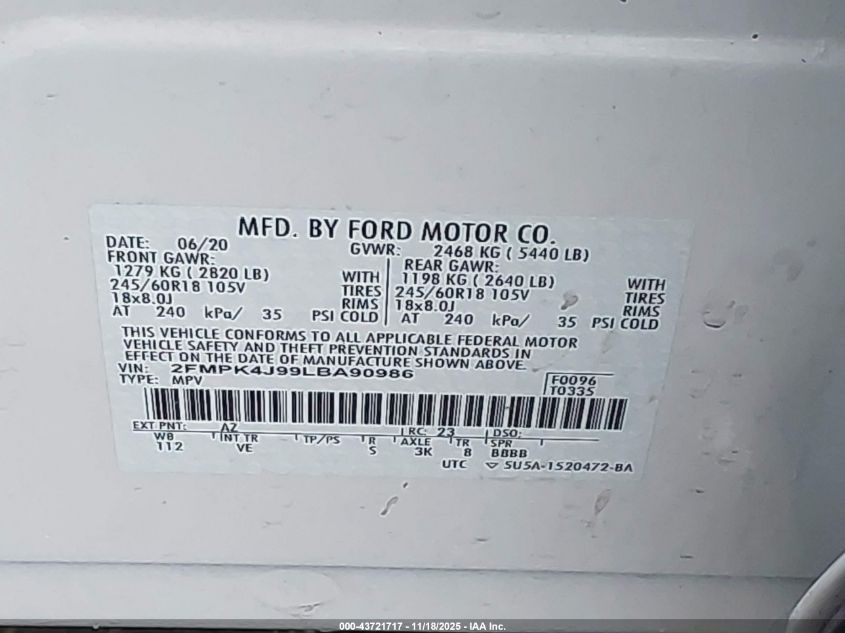 MFD. BY FORD MOTOR CO.
DATE: 06/20 GVWR: 2468 KG ( 5440 LB)
FRONT GAWR: REAR GAWR:
1279 KG ( 2820 LB) WITH 1198 KG ( 2640 LB) WITH
245/60R18 105V TIRES 245/60R18 105V TIRES
18x8.0J RIMS 18x8.0J RIMS
AT 240 kPa/ 35 PSI COLD AT 240 kPa/ 35 PSI COLD
THIS VEHICLE CONFORMS TO ALL APPLICABLE FEDERAL MOTOR
VEHICLE SAFETY AND THEFT PREVENTION STANDARDS IN
EFFECT ON THE DATE OF MANUFACTURE SHOWN ABOVE.
VIN: 2FMPK4J99LBA90986
TYPE: MPV F0096
T0335
EXT PNT: AZ RC: 23 DSO:
WB INT TR TP/PS R AXLE TR SPR
112 VE S 3K 8 BBBB
UTC ▽ SU5A-1520472-BA
000-43721717 - 11/18/2025 - IAA Inc.